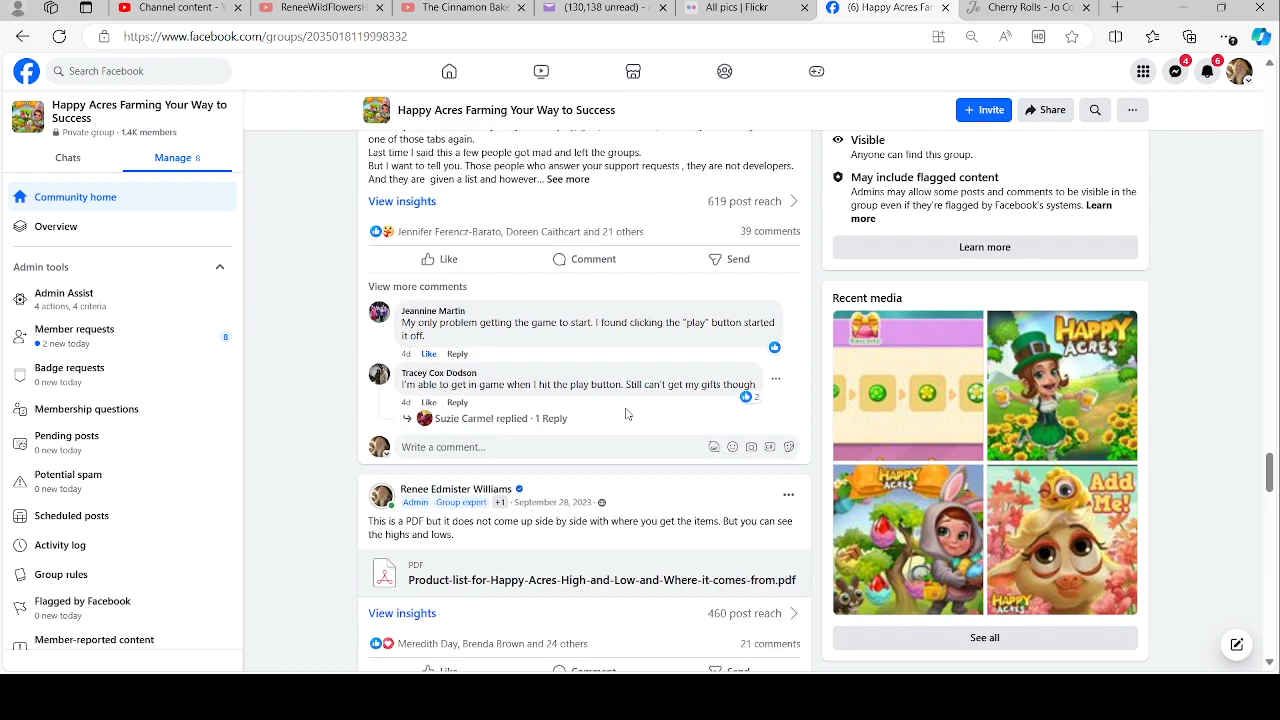 Channel content - Y
ReneeWildFlowersH
The Cinnamon Bake
(130,138 unread) -
All pics | Flickr
(6) Happy Acres Far
Cherry Rolls - Jo Co
https://www.facebook.com/groups/2035018119998332
Search Facebook
4
6
Happy Acres Farming Your Way to
Success
Private group · 1.4K members
Chats
Manage 8
Community home
Overview
Admin tools
Admin Assist
4 actions, 4 criteria
Member requests
2 new today
8
Badge requests
0 new today
Membership questions
Pending posts
0 new today
Potential spam
0 new today
Scheduled posts
Activity log
Group rules
Flagged by Facebook
0 new today
Member-reported content
Happy Acres Farming Your Way to Success
Invite
Share
one of those tabs again.
Last time I said this a few people got mad and left the groups.
But I want to tell you. Those people who answer your support requests , they are not developers.
And they are given a list and however... See more
View insights
619 post reach
Jennifer Ferencz-Barato, Doreen Caithcart and 21 others
39 comments
Like
Comment
Send
View more comments
Jeannine Martin
My only problem getting the game to start. I found clicking the "play" button started
it off.
4d Like Reply
Tracey Cox Dodson
I'm able to get in game when I hit the play button. Still can't get my gifts though
2
4d Like Reply
Suzie Carmel replied · 1 Reply
Write a comment...
Renee Edmister Williams
Admin Group expert +1 · September 28, 2023 ·
This is a PDF but it does not come up side by side with where you get the items. But you can see
the highs and lows.
PDF
Product-list-for-Happy-Acres-High-and-Low-and-Where-it-comes-from.pdf
View insights
460 post reach
Meredith Day, Brenda Brown and 24 others
21 comments
Like
Comment
Send
Visible
Anyone can find this group.
May include flagged content
Admins may allow some posts and comments to be visible in the
group even if they're flagged by Facebook's systems. Learn
more
Learn more
Recent media
HAPPY
ACRES
HAPPY
ACRES
Add
Me!
HAPPY
ACRES
See all